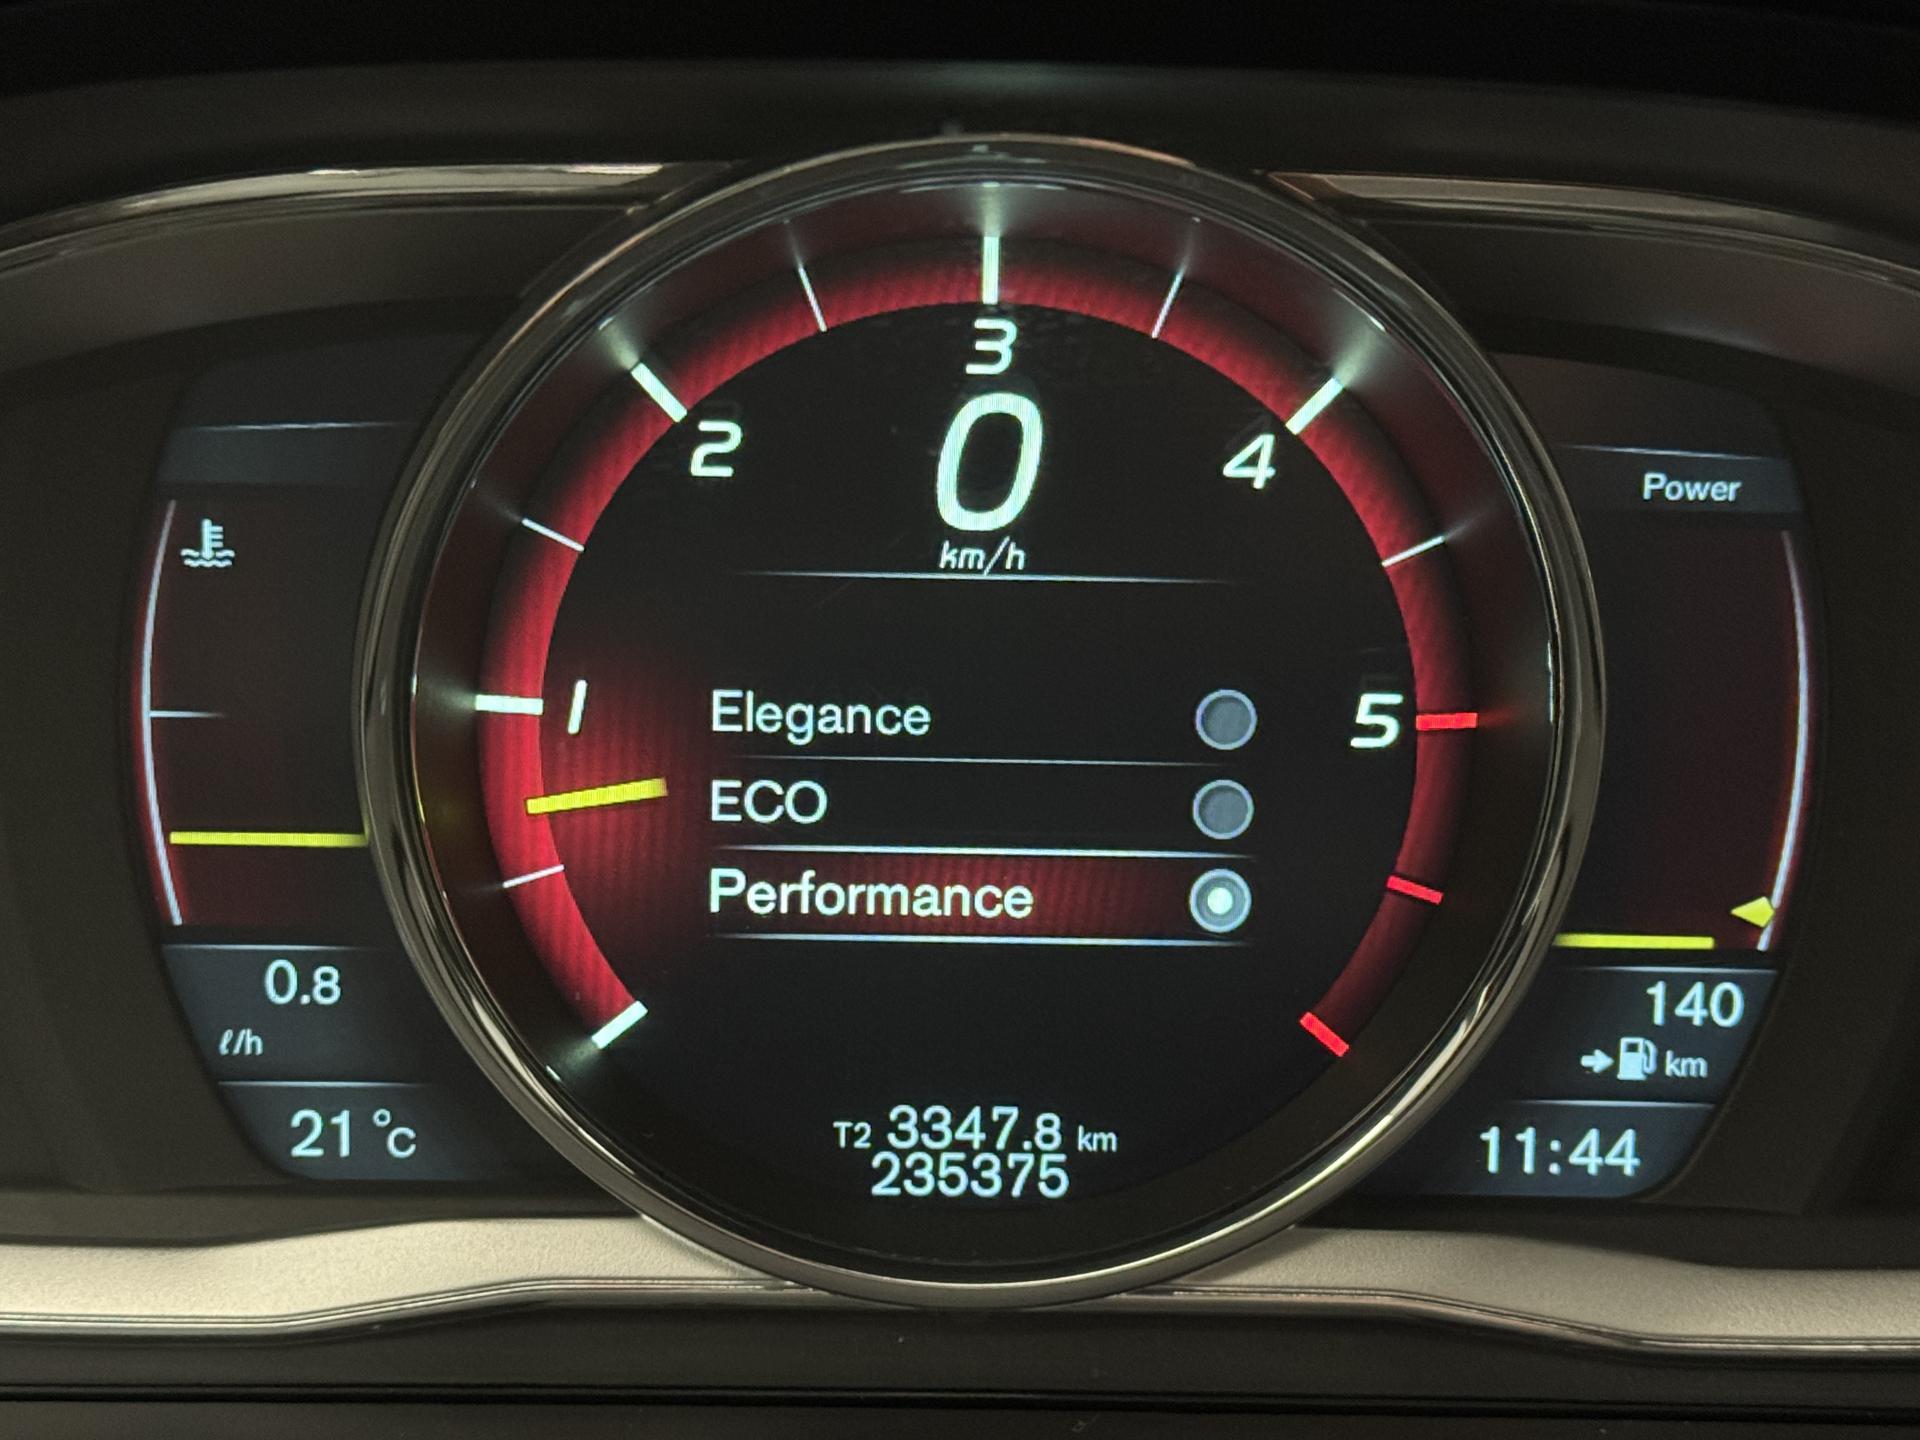 3
2
0
4
km/h
Power
1
Elegance
5
ECO
Performance
0.8
ℓ/h
140
km
21 °C
T2 3347.8 km
235375
11:44